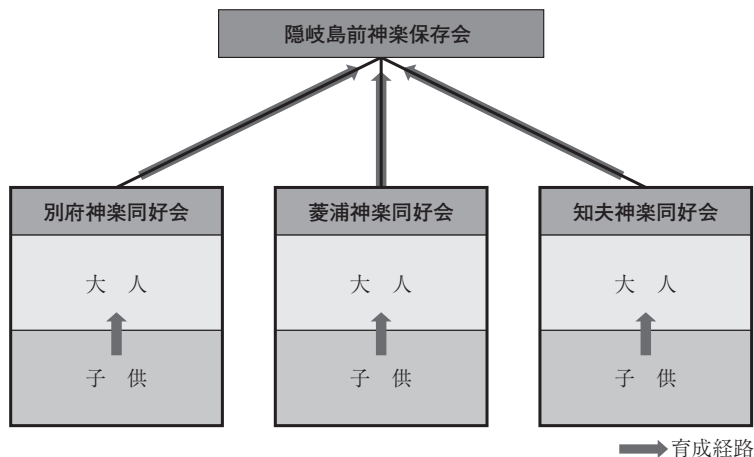 隠岐島前神楽保存会
別府神楽同好会
菱浦神楽同好会
知夫神楽同好会
大 人
大 人
大 人
子 供
子 供
子 供
育成経路